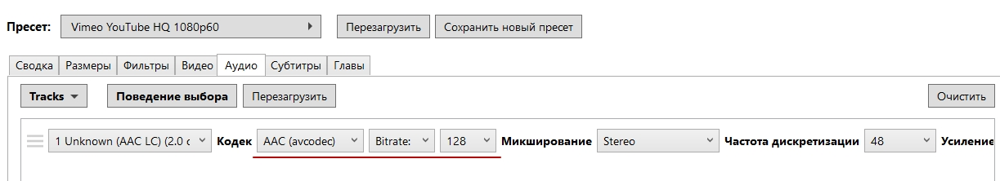 Пресет: Vimeo YouTube HQ 1080p60 Перезагрузить Сохранить новый пресет
Сводка Размеры Фильтры Видео Аудио Субтитры Главы
Tracks Поведение выбора Перезагрузить Очистить
1 Unknown (AAC LC) (2.0 c Кодек AAC (avcodec) Bitrate: 128 Микширование Stereo Частота дискретизации 48 Усиление